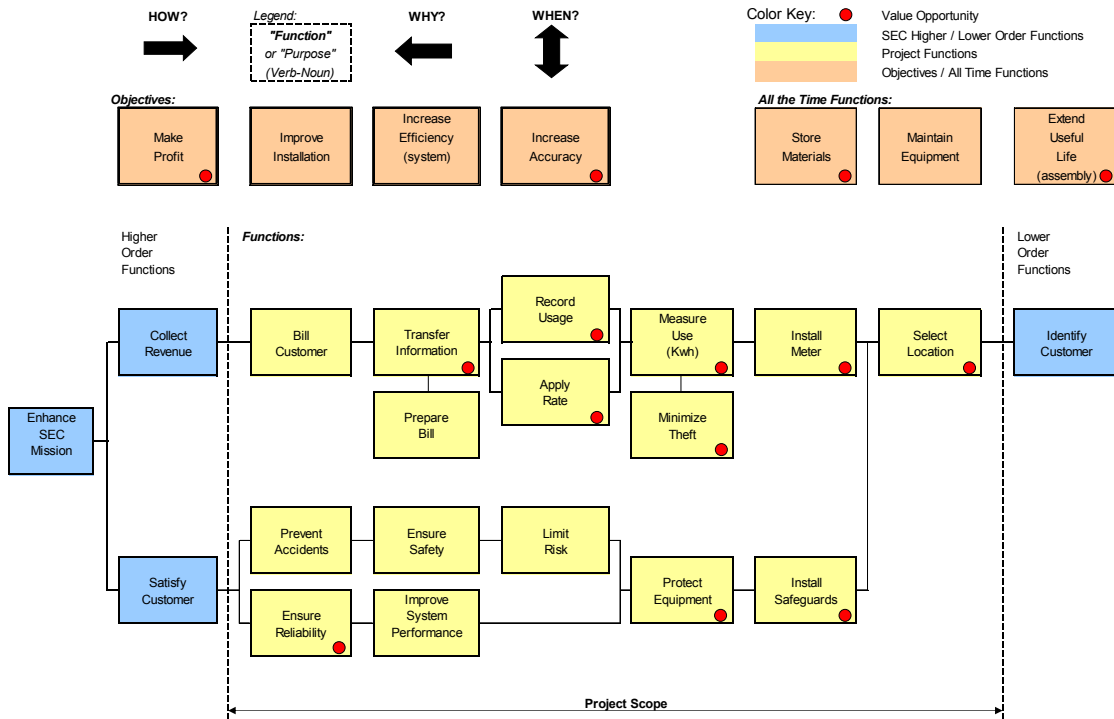 HOW?
Legend:
"Function"
or "Purpose"
(Verb-Noun)
WHY?
WHEN?
Color Key:
Value Opportunity
SEC Higher / Lower Order Functions
Project Functions
Objectives / All Time Functions
Objectives:
All the Time Functions:
Make
Profit
Improve
Installation
Increase
Efficiency
(system)
Increase
Accuracy
Store
Materials
Maintain
Equipment
Extend
Useful
Life
(assembly)
Higher
Order
Functions
Functions:
Lower
Order
Functions
Collect
Revenue
Bill
Customer
Transfer
Information
Record
Usage
Apply
Rate
Measure
Use
(Kwh)
Install
Meter
Select
Location
Identify
Customer
Prepare
Bill
Minimize
Theft
Enhance
SEC
Mission
Prevent
Accidents
Ensure
Safety
Limit
Risk
Satisfy
Customer
Ensure
Reliability
Improve
System
Performance
Protect
Equipment
Install
Safeguards
Project Scope